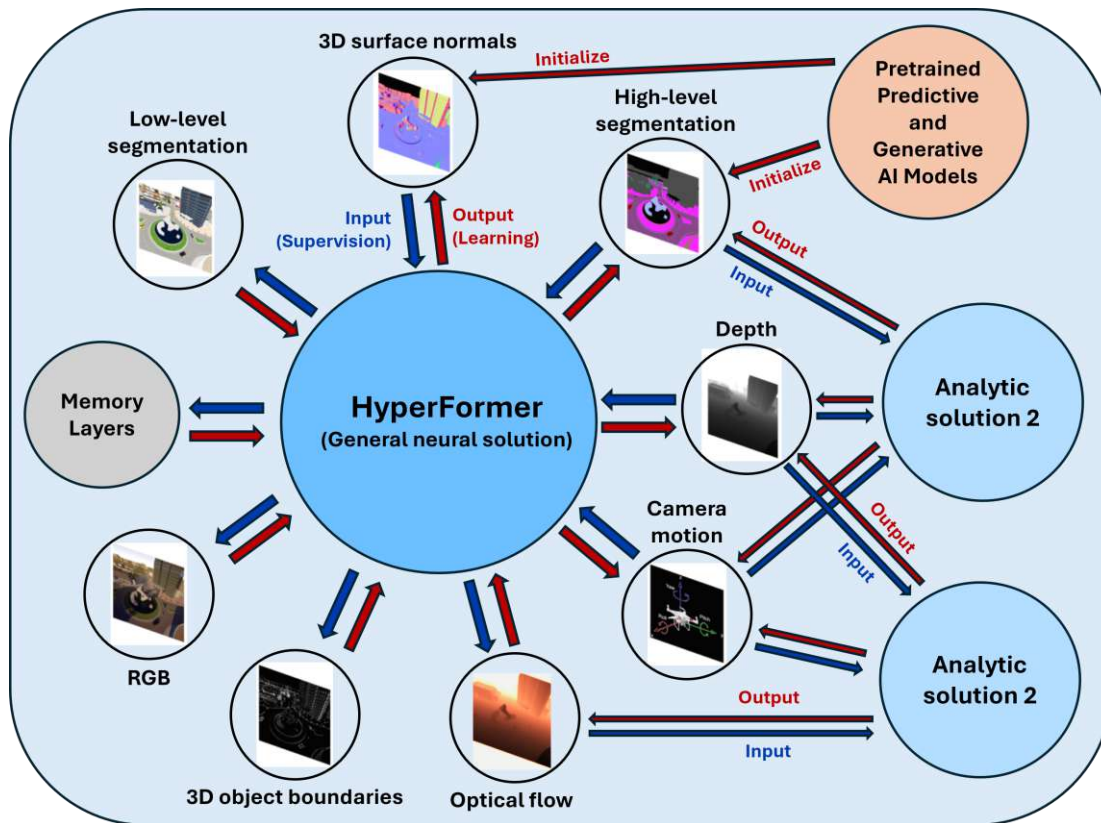 3D surface normals
Initialize
Pretrained
Predictive
and
Generative
AI Models
High-level
segmentation
Initialize
Low-level
segmentation
Input
(Supervision)
Output
(Learning)
Output
Input
Depth
Analytic
solution 2
Memory
Layers
HyperFormer
(General neural solution)
Camera
motion
Output
Input
Analytic
solution 2
RGB
Output
Input
3D object boundaries
Optical flow